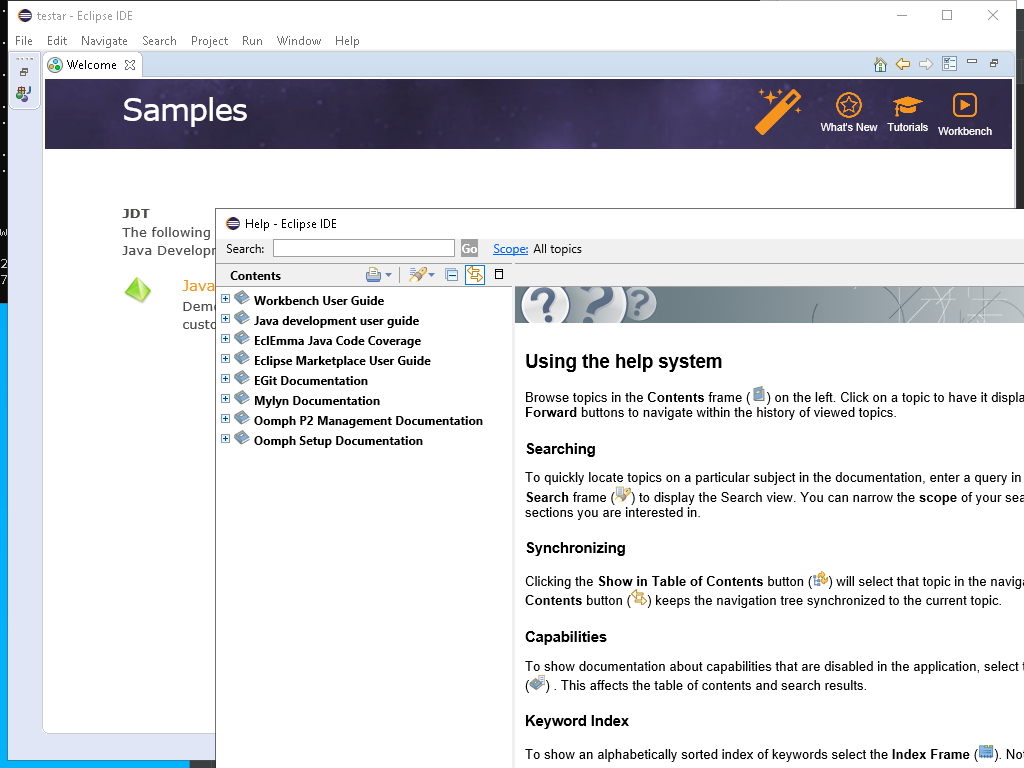 testar - Eclipse IDE
File Edit Navigate Search Project Run Window Help
Welcome
Samples
What's New Tutorials Workbench
JDT
The following
Java Develop
Java
Demo
custo
Help - Eclipse IDE
Search: Go Scope: All topics
Contents
Workbench User Guide
Java development user guide
EclEmma Java Code Coverage
Eclipse Marketplace User Guide
EGit Documentation
Mylyn Documentation
Oomph P2 Management Documentation
Oomph Setup Documentation
Using the help system
Browse topics in the Contents frame ( ) on the left. Click on a topic to have it displa
Forward buttons to navigate within the history of viewed topics.
Searching
To quickly locate topics on a particular subject in the documentation, enter a query in
Search frame ( ) to display the Search view. You can narrow the scope of your sea
sections you are interested in.
Synchronizing
Clicking the Show in Table of Contents button ( ) will select that topic in the naviga
Contents button ( ) keeps the navigation tree synchronized to the current topic.
Capabilities
To show documentation about capabilities that are disabled in the application, select t
( ) . This affects the table of contents and search results.
Keyword Index
To show an alphabetically sorted index of keywords select the Index Frame ( ). No